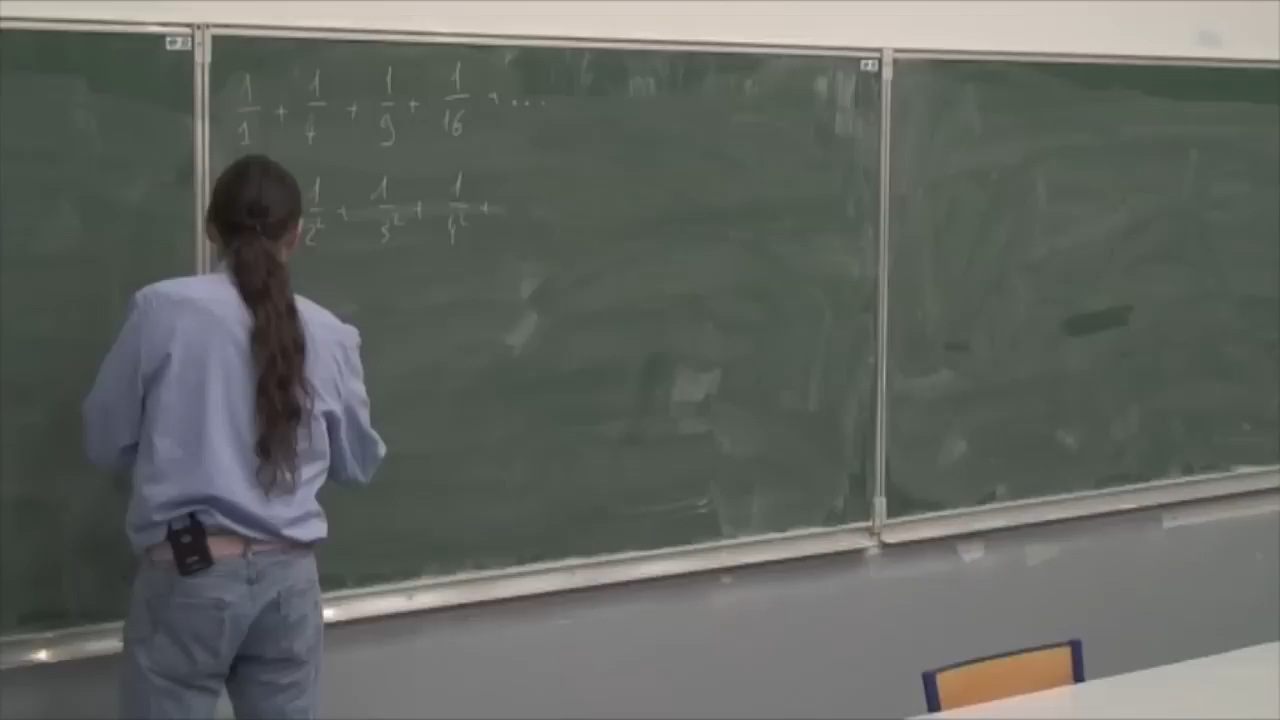 1/1 + 1/4 + 1/9 + 1/16 + ...
1/2² + 1/3² + 1/4² +